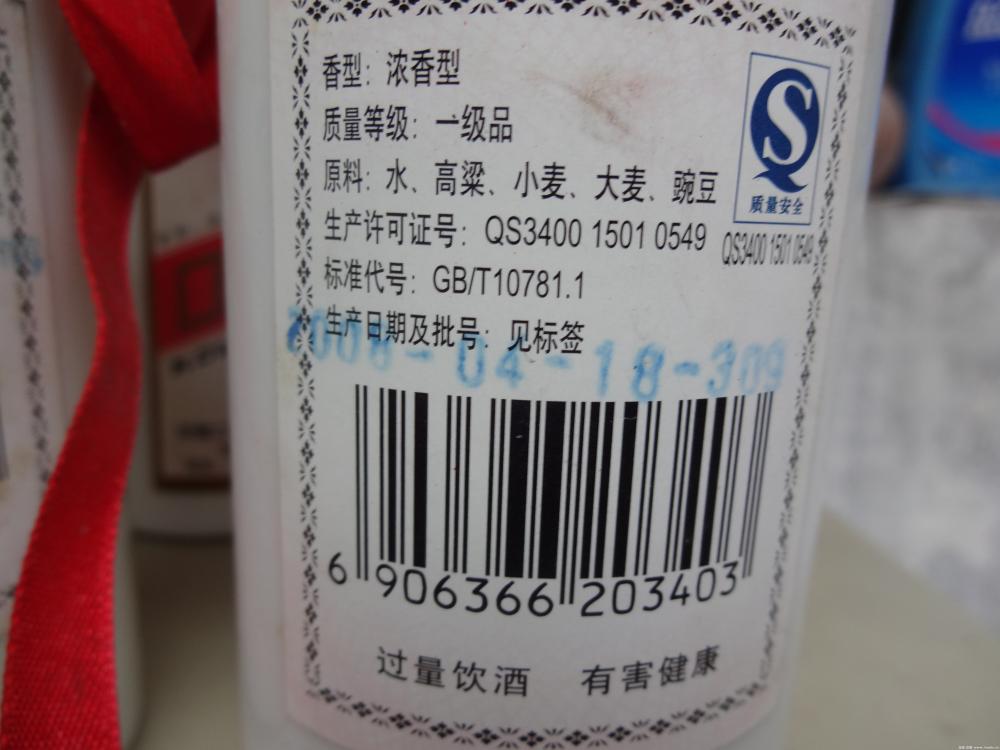 香型：浓香型
质量等级：一级品
原料：水、高粱、小麦、大麦、豌豆
生产许可证号：QS3400 1501 0549
标准代号：GB/T10781.1
生产日期及批号：见标签
质量安全
QS3400 1501 0549
2008-04-18-309
6 906366 203403
过量饮酒 有害健康